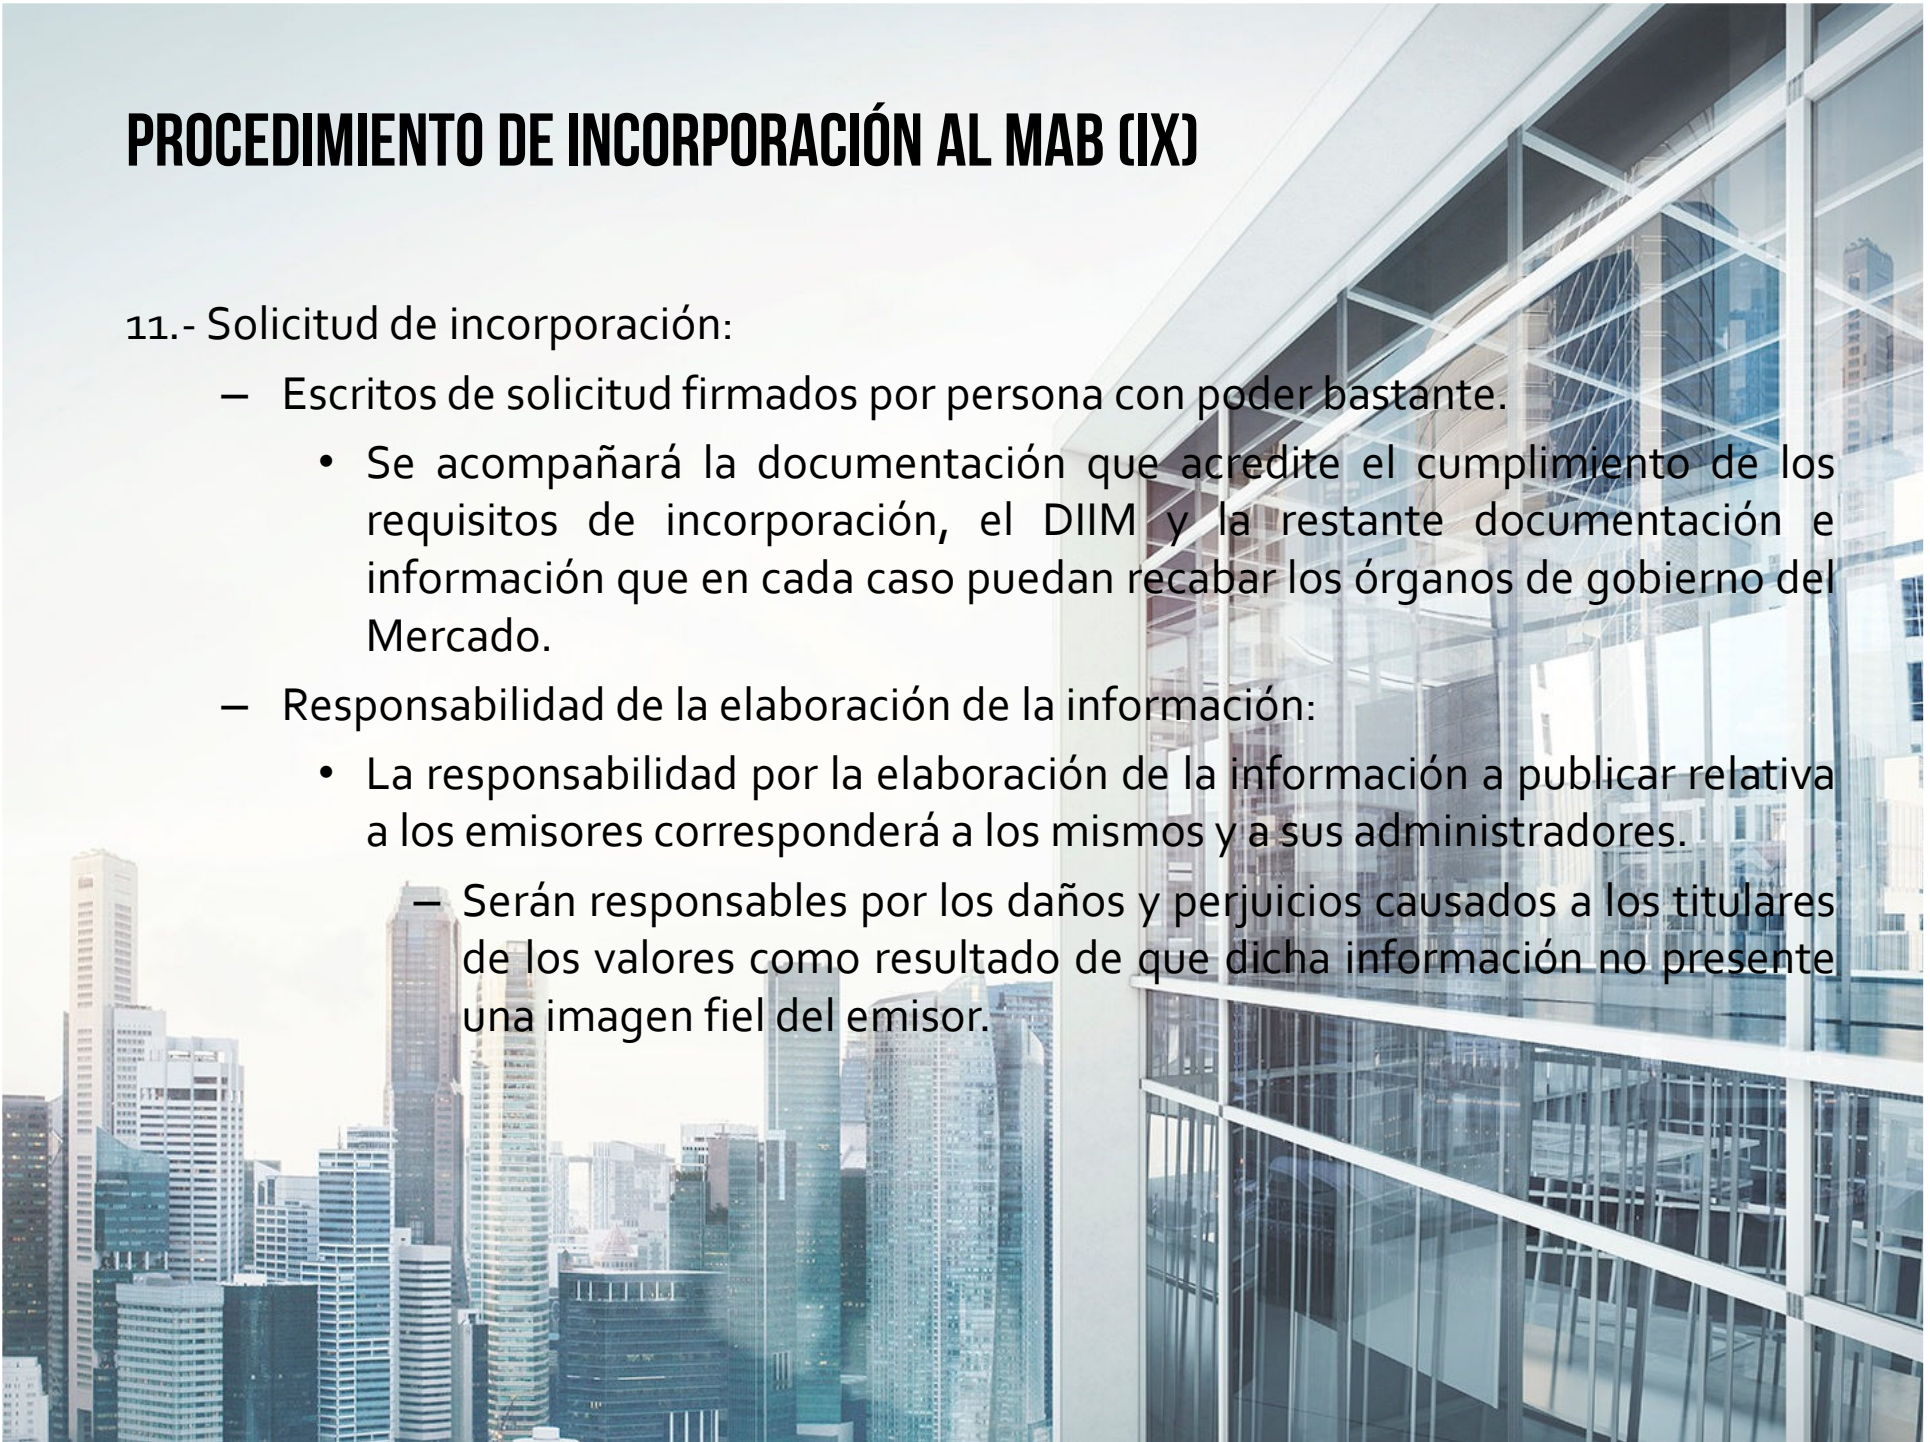 PROCEDIMIENTO DE INCORPORACIÓN AL MAB (IX)
11.- Solicitud de incorporación:
– Escritos de solicitud firmados por persona con poder bastante.
• Se acompañará la documentación que acredite el cumplimiento de los
requisitos de incorporación, el DIIM y la restante documentación e
información que en cada caso puedan recabar los órganos de gobierno del
Mercado.
– Responsabilidad de la elaboración de la información:
• La responsabilidad por la elaboración de la información a publicar relativa
a los emisores corresponderá a los mismos y a sus administradores.
– Serán responsables por los daños y perjuicios causados a los titulares
de los valores como resultado de que dicha información no presente
una imagen fiel del emisor.